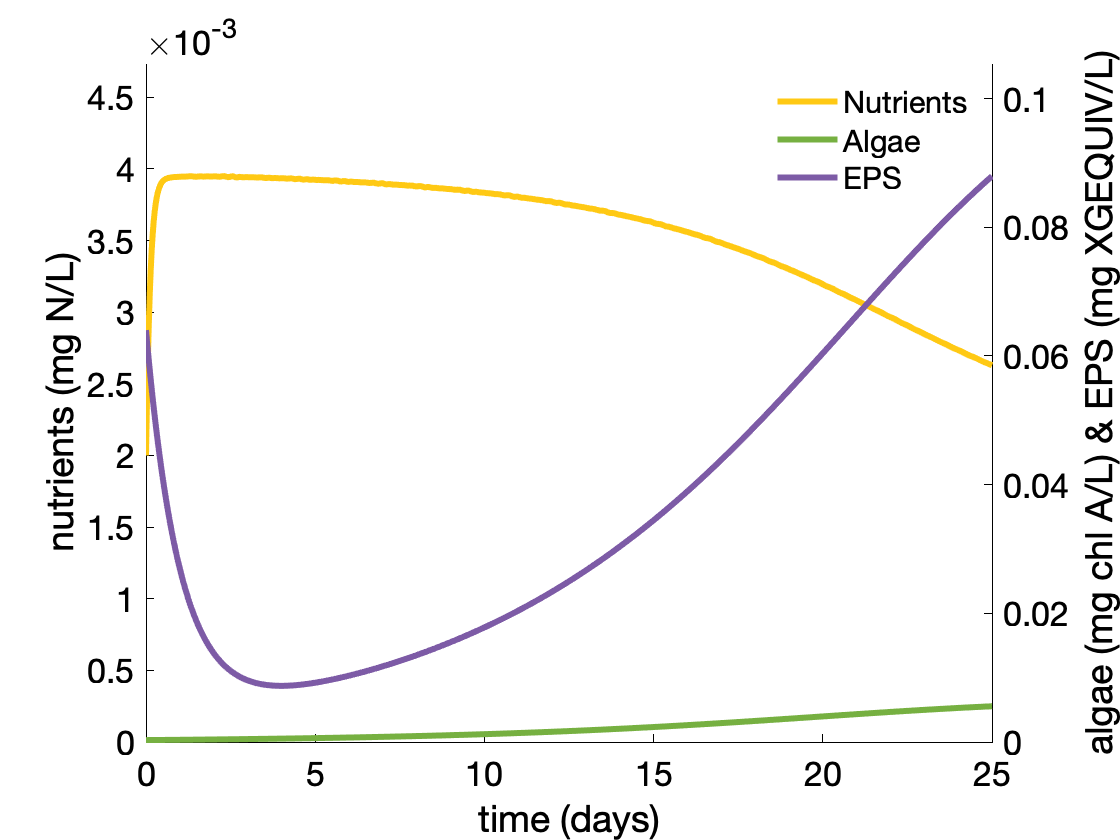 ×10-3
4.5
4
3.5
3
2.5
2
1.5
1
0.5
0
nutrients (mg N/L)
Nutrients
Algae
EPS
0.1
0.08
0.06
0.04
0.02
0
algae (mg chl A/L) & EPS (mg XGEQUIV/L)
0 5 10 15 20 25
time (days)